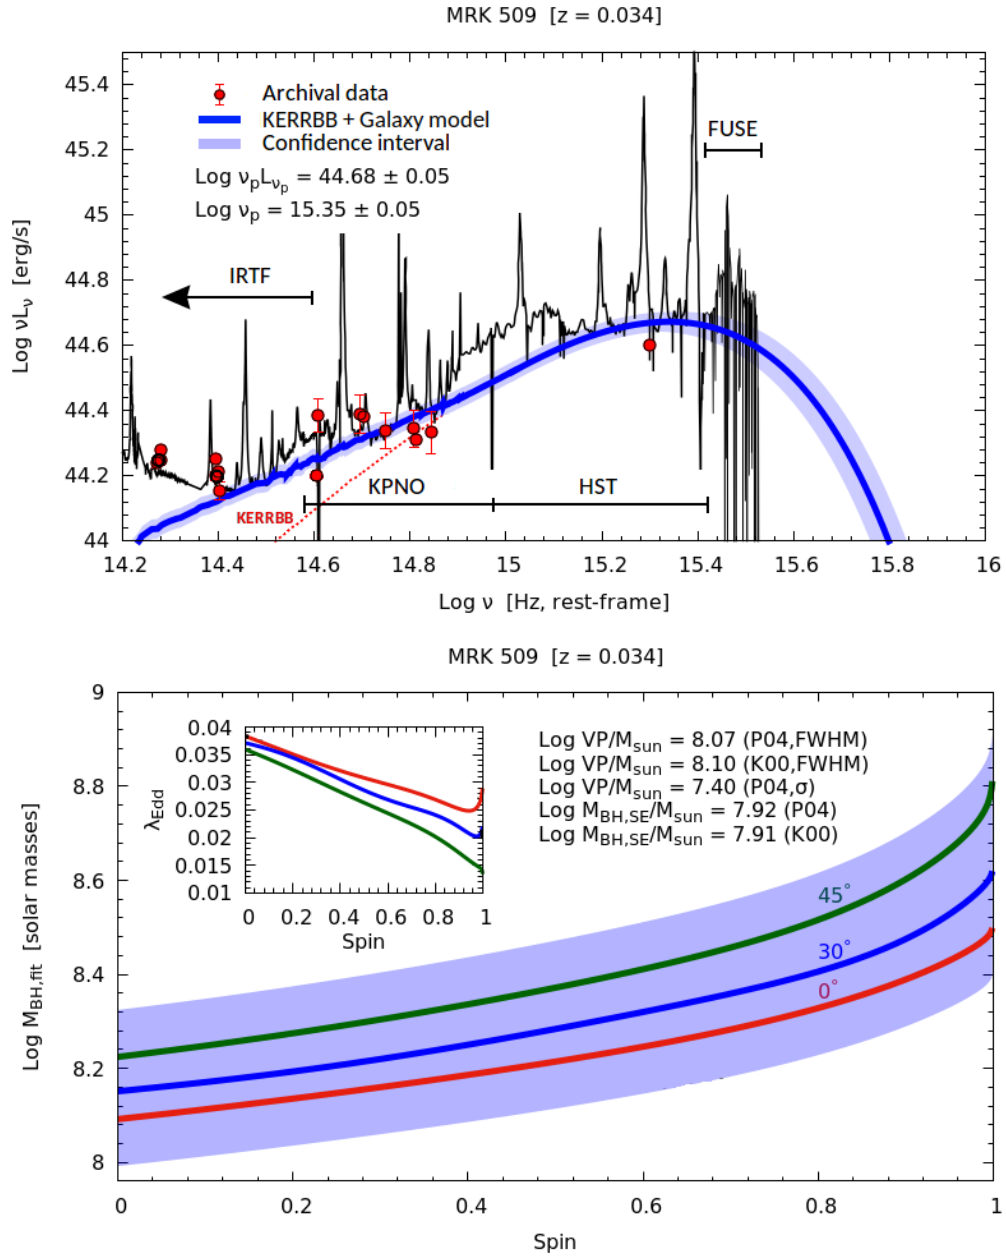 MRK 509 [z = 0.034]
45.4
45.2
45
44.8
44.6
44.4
44.2
44
Log νLν [erg/s]
Archival data
KERRBB + Galaxy model
Confidence interval
Log νpLνp = 44.68 ± 0.05
Log νp = 15.35 ± 0.05
FUSE
IRTF
KPNO
HST
KERRBB
14.2 14.4 14.6 14.8 15 15.2 15.4 15.6 15.8 16
Log ν [Hz, rest-frame]
MRK 509 [z = 0.034]
9
8.8
8.6
8.4
8.2
8
Log MBH,fit [solar masses]
0.04
0.035
0.03
0.025
0.02
0.015
0.01
λEdd
0 0.2 0.4 0.6 0.8 1
Spin
Log VP/Msun = 8.07 (P04,FWHM)
Log VP/Msun = 8.10 (K00,FWHM)
Log VP/Msun = 7.40 (P04,σ)
Log MBH,SE/Msun = 7.92 (P04)
Log MBH,SE/Msun = 7.91 (K00)
45°
30°
0°
0 0.2 0.4 0.6 0.8 1
Spin